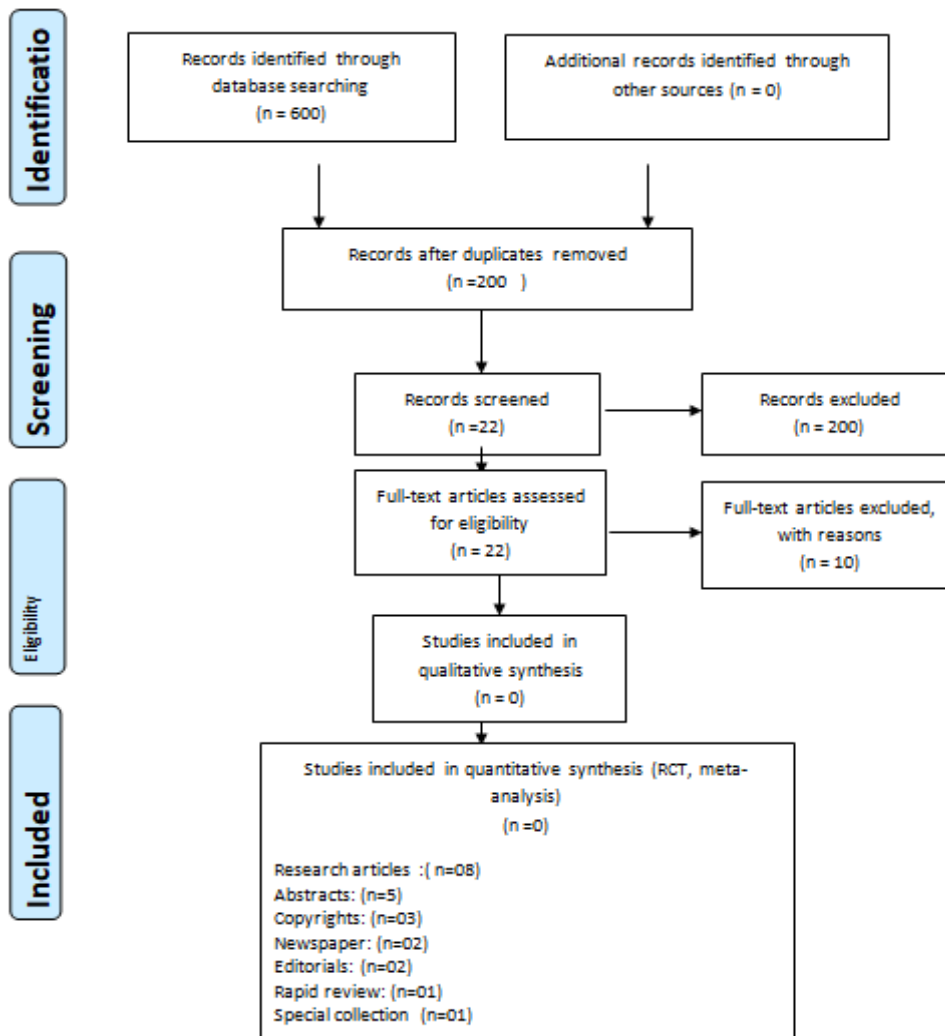 Identificatio
Records identified through
database searching
(n = 600)
Additional records identified through
other sources (n = 0)
Records after duplicates removed
(n =200 )
Screening
Records screened
(n =22)
Records excluded
(n = 200)
Eligibility
Full-text articles assessed
for eligibility
(n = 22)
Full-text articles excluded,
with reasons
(n = 10)
Studies included in
qualitative synthesis
(n = 0)
Included
Studies included in quantitative synthesis (RCT, meta-
analysis)
(n =0)
Research articles :( n=08)
Abstracts: (n=5)
Copyrights: (n=03)
Newspaper: (n=02)
Editorials: (n=02)
Rapid review: (n=01)
Special collection (n=01)